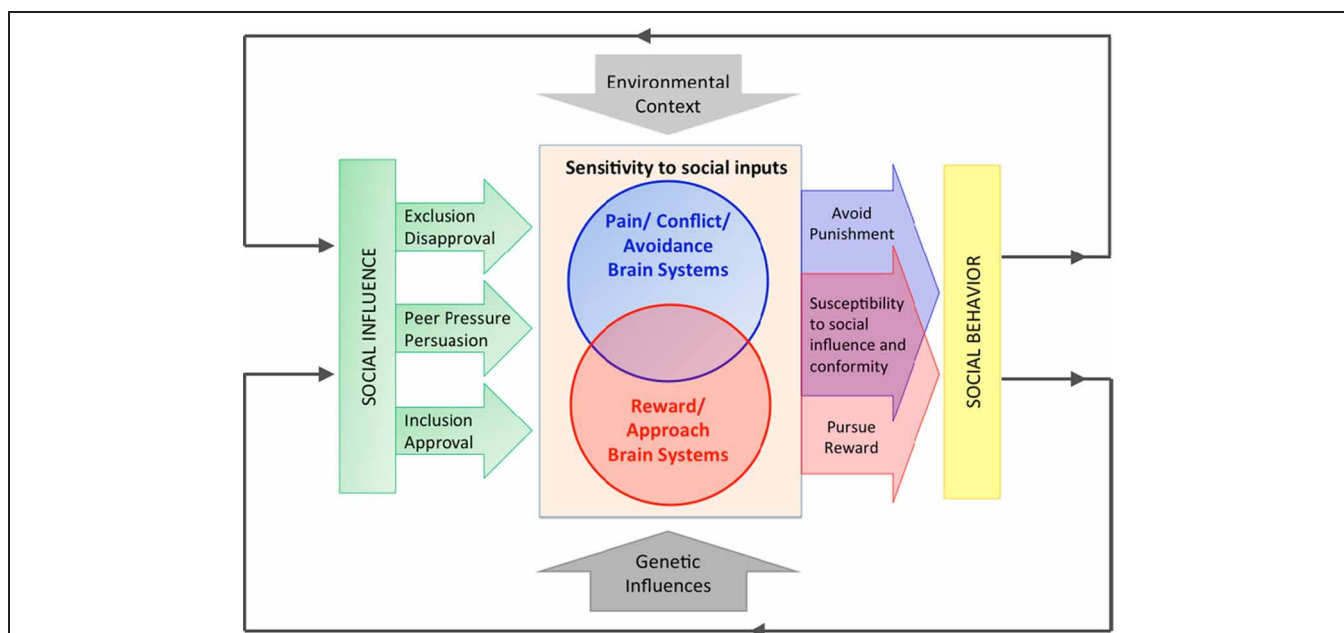 Environmental
Context
SOCIAL INFLUENCE
Exclusion
Disapproval
Peer Pressure
Persuasion
Inclusion
Approval
Sensitivity to social inputs
Pain/ Conflict/
Avoidance
Brain Systems
Reward/
Approach
Brain Systems
Avoid
Punishment
Susceptibility
to social
influence and
conformity
Pursue
Reward
SOCIAL BEHAVIOR
Genetic
Influences